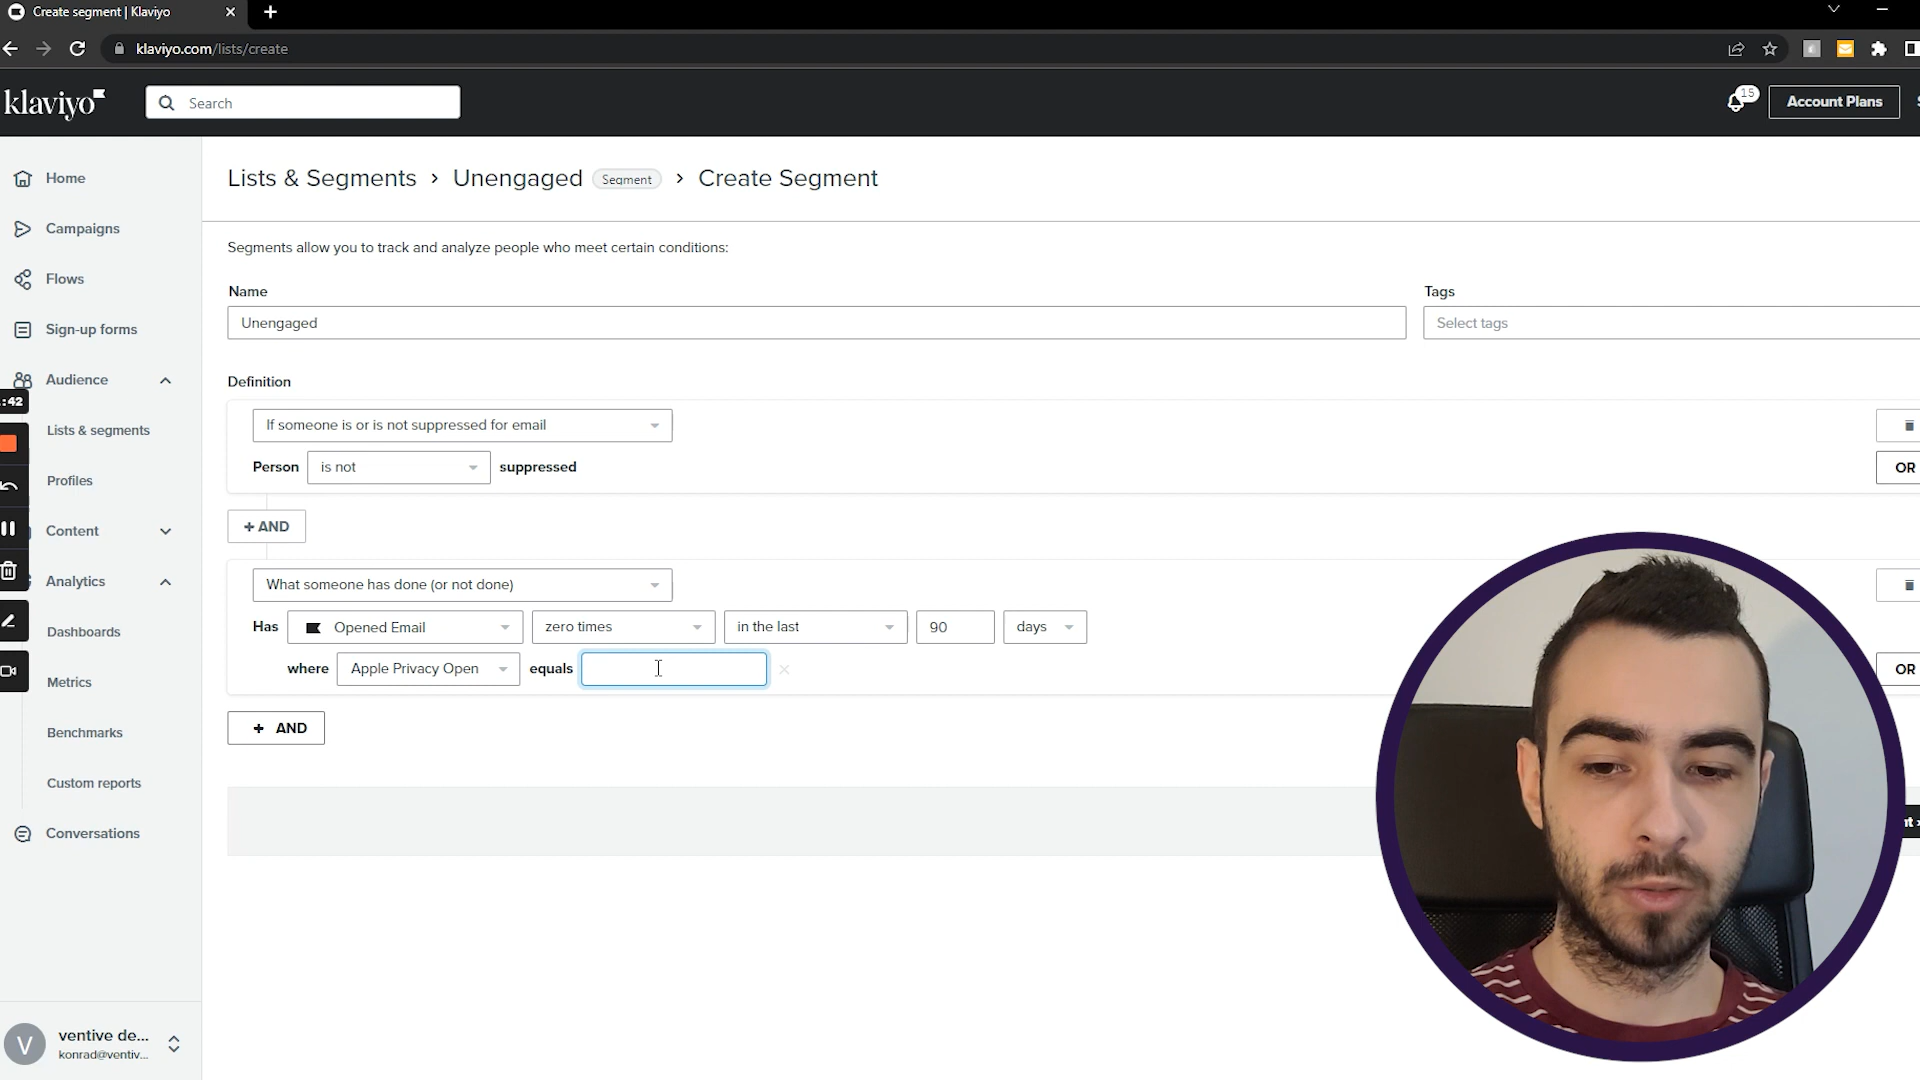 Create segment | Klaviyo
klaviyo.com/lists/create
klaviyo
Search
15
Account Plans
Home
Campaigns
Flows
Sign-up forms
Audience
:42
Lists & segments
Profiles
Content
Analytics
Dashboards
Metrics
Benchmarks
Custom reports
Conversations
V
ventive de...
konrad@ventiv...
Lists & Segments > Unengaged Segment > Create Segment
Segments allow you to track and analyze people who meet certain conditions:
Name
Unengaged
Tags
Select tags
Definition
If someone is or is not suppressed for email
Person is not suppressed
OR
+ AND
What someone has done (or not done)
Has Opened Email zero times in the last 90 days
where Apple Privacy Open equals
OR
+ AND